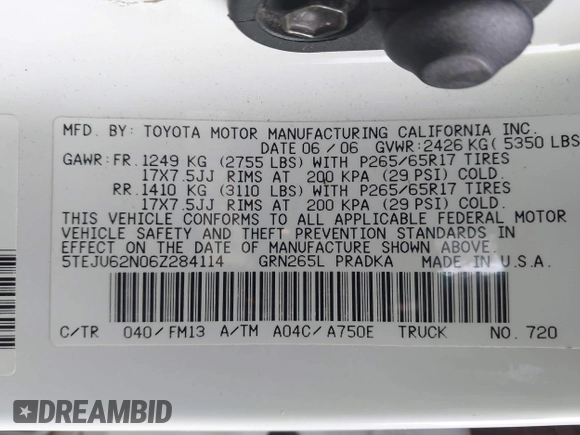 MFD. BY: TOYOTA MOTOR MANUFACTURING CALIFORNIA INC.
DATE 06/06 GVWR: 2426 KG( 5350 LBS
GAWR: FR. 1249 KG (2755 LBS) WITH P265/65R17 TIRES
17X7.5JJ RIMS AT 200 KPA (29 PSI) COLD.
RR. 1410 KG (3110 LBS) WITH P265/65R17 TIRES
17X7.5JJ RIMS AT 200 KPA (29 PSI) COLD.
THIS VEHICLE CONFORMS TO ALL APPLICABLE FEDERAL MOTOR
VEHICLE SAFETY AND THEFT PREVENTION STANDARDS IN
EFFECT ON THE DATE OF MANUFACTURE SHOWN ABOVE.
5TEJU62N06Z284114 GRN265L PRADKA MADE IN U.S.A.
C/TR 040/FM13 A/TM A04C/A750E TRUCK NO. 720
DREAMBID